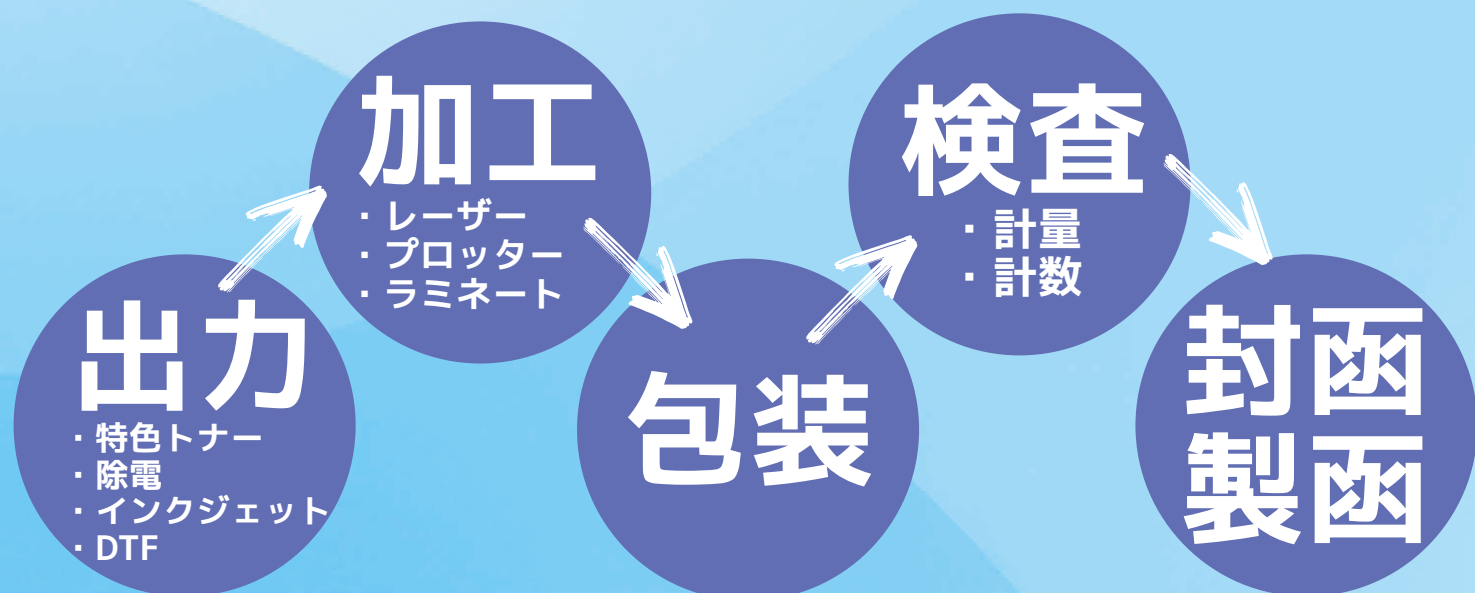 出力
・特色トナー
・除電
・インクジェット
・DTF
加工
・レーザー
・プロッター
・ラミネート
包装
検査
・計量
・計数
封函
製函